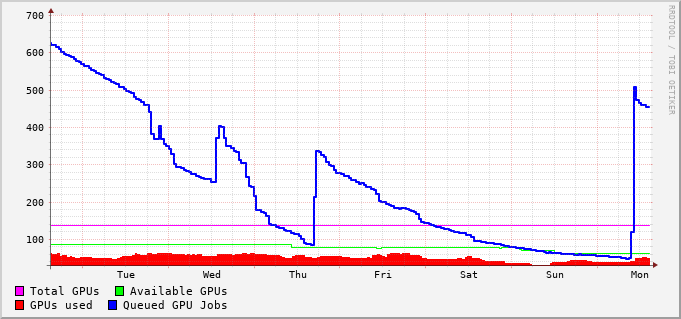 700
600
500
400
300
200
100
Tue Wed Thu Fri Sat Sun Mon
RRDTOOL / TOBI OETIKER
Total GPUs Available GPUs
GPUs used Queued GPU Jobs